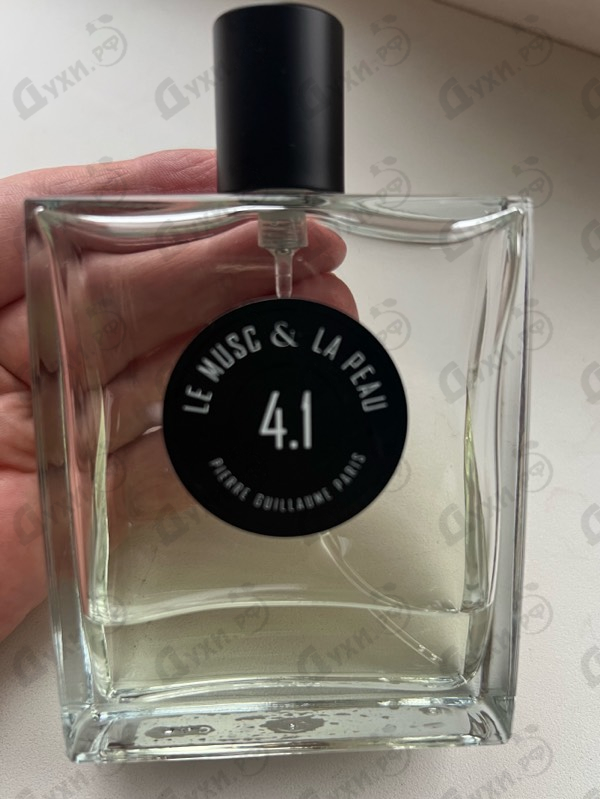 LE MUSC & LA PEAU
4.1
PIERRE GUILLAUME PARIS
Духи.рф